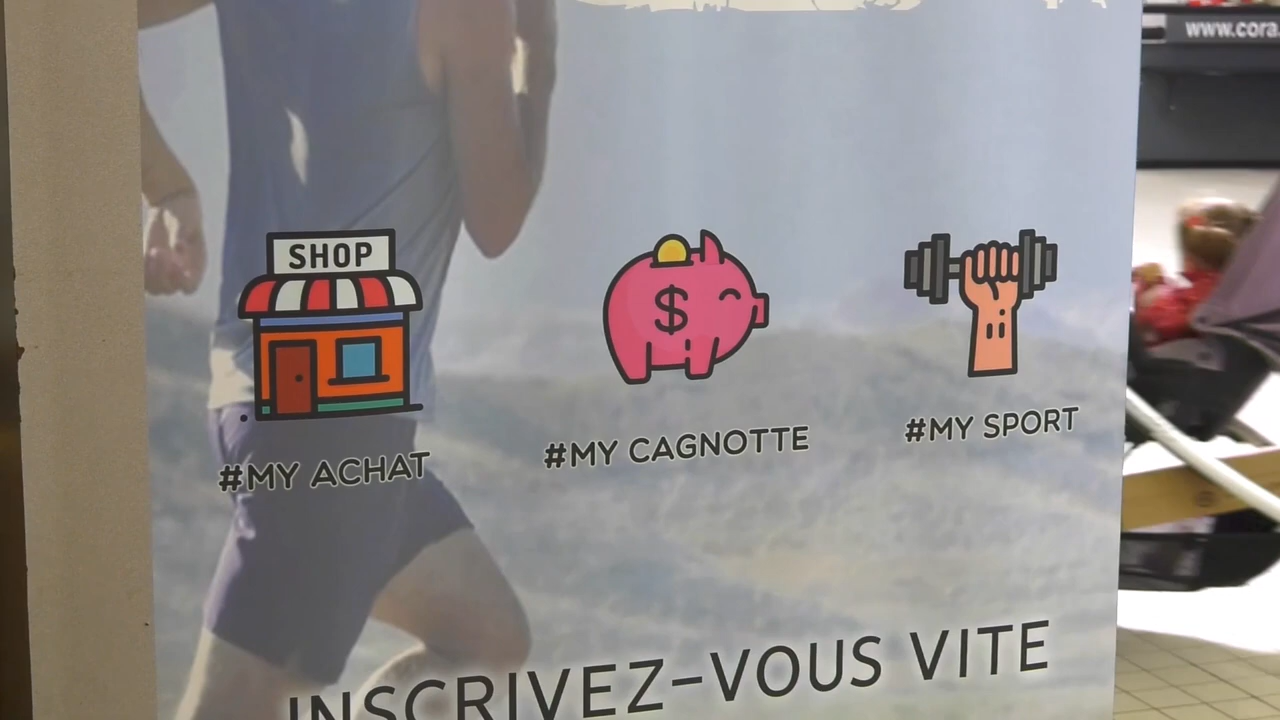 www.cora.
SHOP
$
#MY ACHAT
#MY CAGNOTTE
#MY SPORT
INSCRIVEZ-VOUS VITE